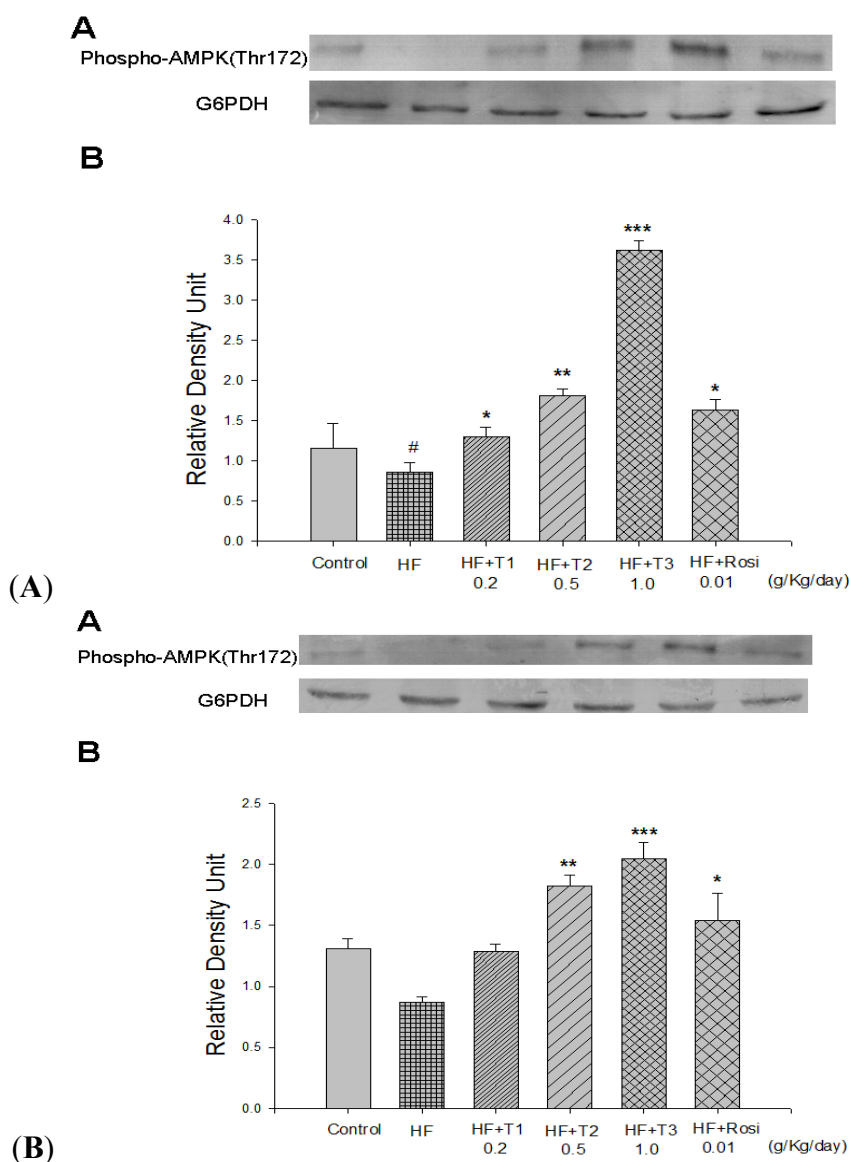 A
Phospho-AMPK(Thr172)
G6PDH
B
Relative Density Unit
4.0
3.5
3.0
2.5
2.0
1.5
1.0
0.5
0.0
#
*
**
***
*
Control HF HF+T1 HF+T2 HF+T3 HF+Rosi
0.2 0.5 1.0 0.01 (g/Kg/day)
(A)
A
Phospho-AMPK(Thr172)
G6PDH
B
Relative Density Unit
2.5
2.0
1.5
1.0
0.5
0.0
**
***
*
Control HF HF+T1 HF+T2 HF+T3 HF+Rosi
0.2 0.5 1.0 0.01 (g/Kg/day)
(B)